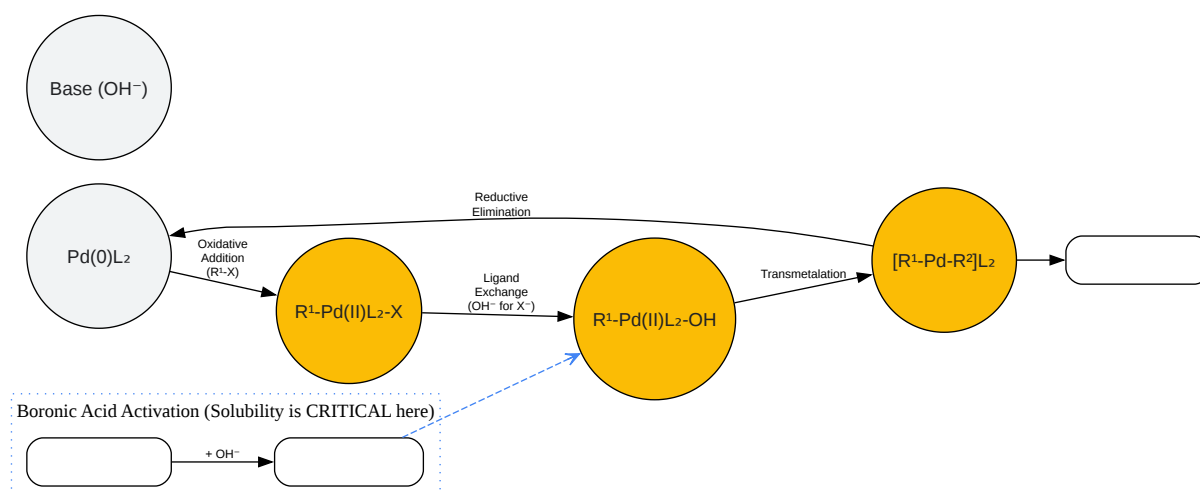 Base (OH⁻)
Pd(0)L₂
Oxidative
Addition
(R¹-X)
R¹-Pd(II)L₂-X
Ligand
Exchange
(OH⁻ for X⁻)
R¹-Pd(II)L₂-OH
Reductive
Elimination
Transmetalation
[R¹-Pd-R²]L₂
Boronic Acid Activation (Solubility is CRITICAL here)
+ OH⁻